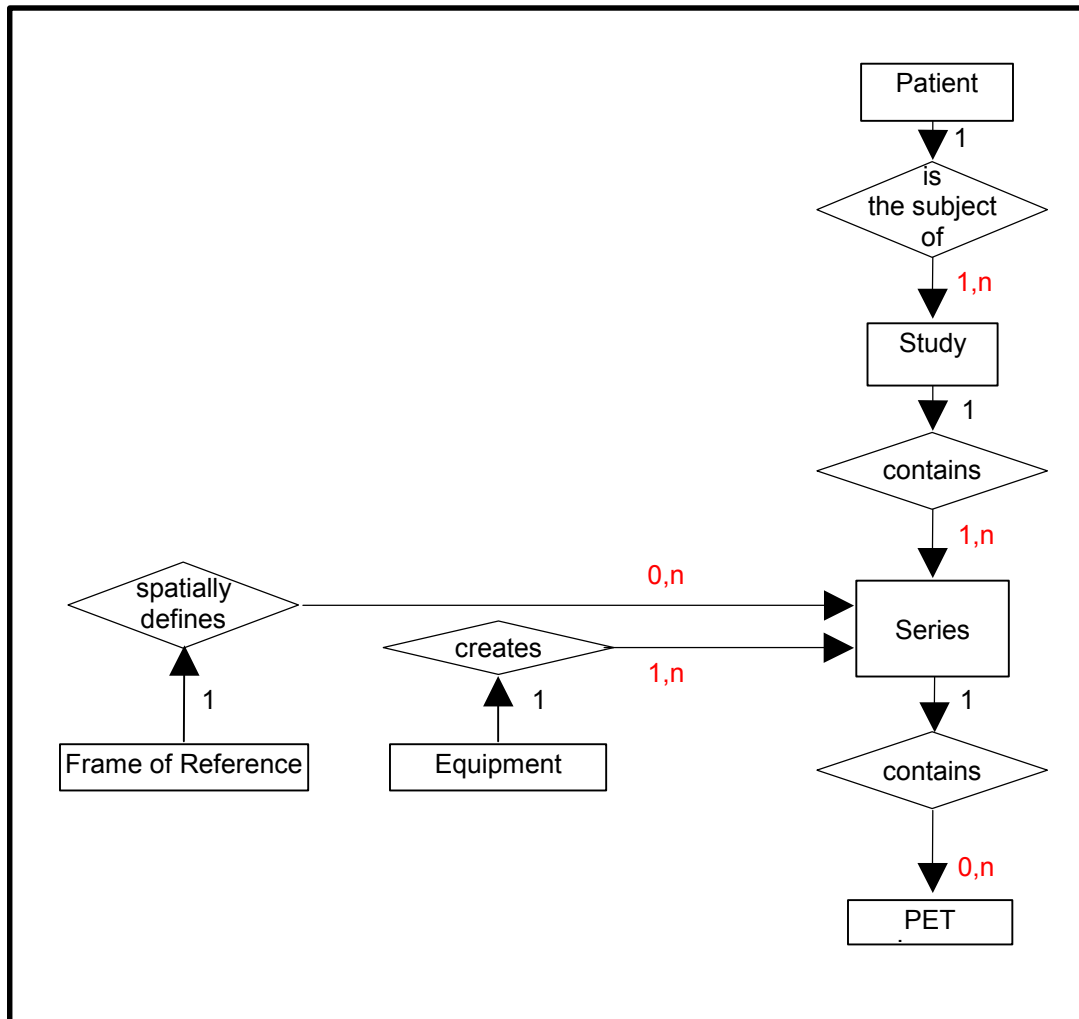 Patient
1
is
the subject
of
1,n
Study
1
contains
1,n
spatially
defines
0,n
Series
creates
1,n
1
1
1
Frame of Reference
Equipment
contains
0,n
PET